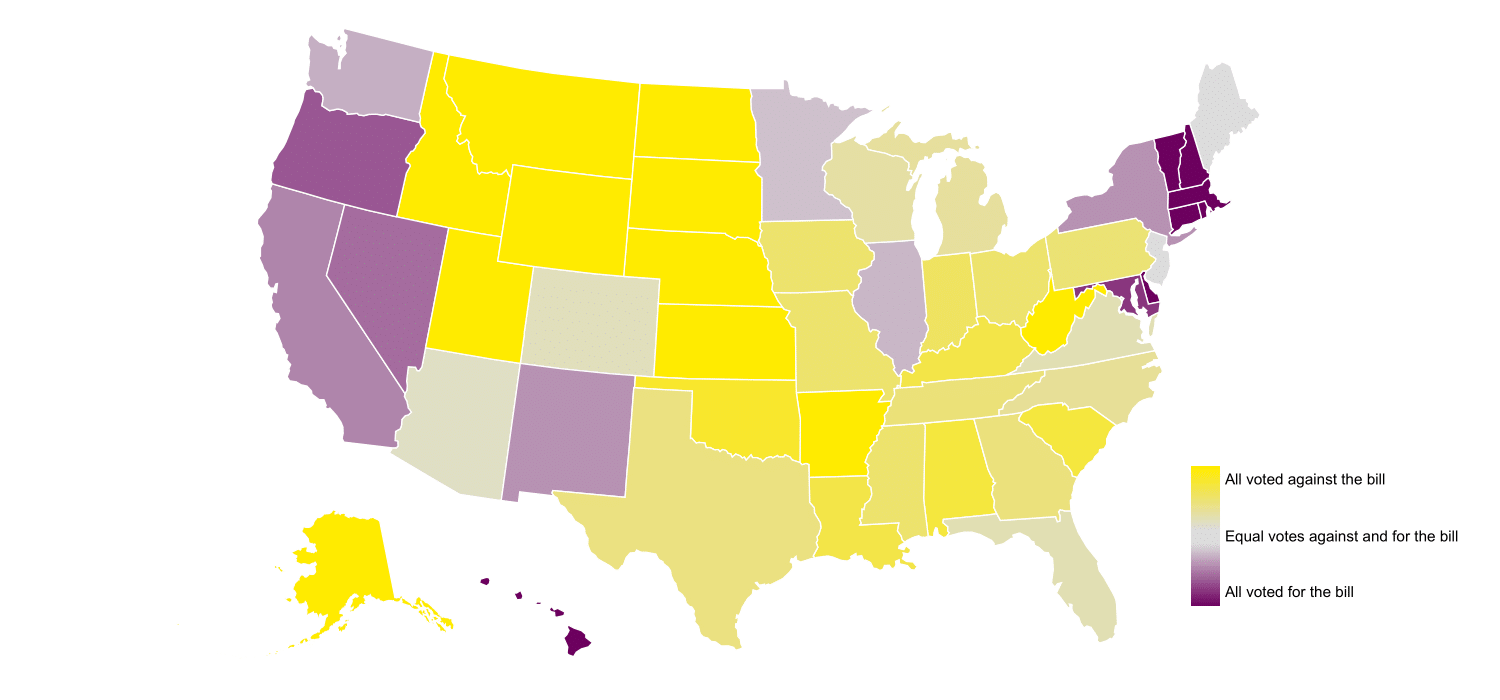 All voted against the bill
Equal votes against and for the bill
All voted for the bill